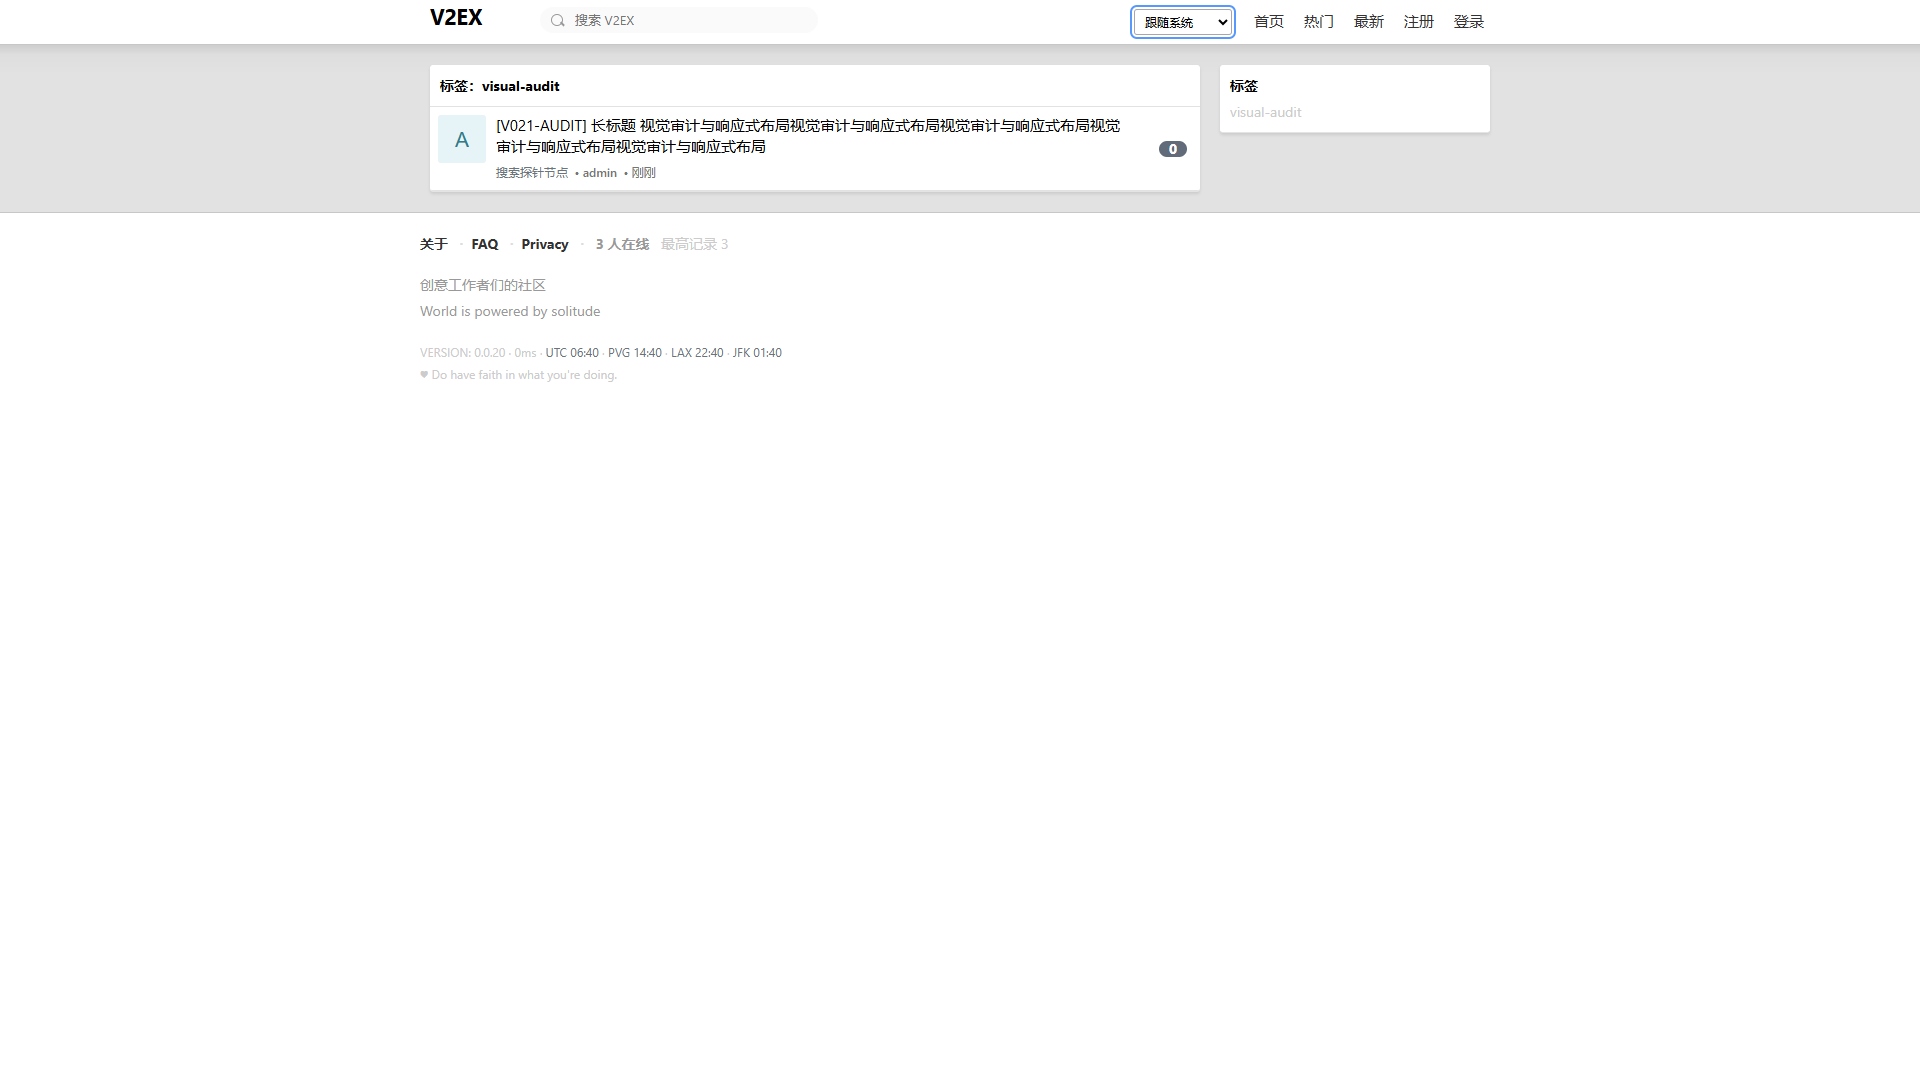 V2EX
搜索 V2EX
跟随系统
首页 热门 最新 注册 登录
标签：visual-audit
A
[V021-AUDIT] 长标题 视觉审计与响应式布局视觉审计与响应式布局视觉审计与响应式布局视觉
审计与响应式布局视觉审计与响应式布局
0
搜索探针节点 • admin • 刚刚
标签
visual-audit
关于 · FAQ · Privacy · 3 人在线 最高记录 3
创意工作者们的社区
World is powered by solitude
VERSION: 0.0.20 · 0ms · UTC 06:40 · PVG 14:40 · LAX 22:40 · JFK 01:40
♥ Do have faith in what you're doing.